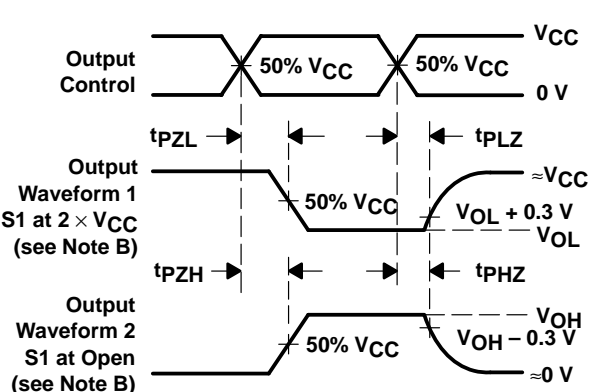 VCC
Output
Control
50% VCC
50% VCC
0 V
tPZL
tPLZ
Output
Waveform 1
S1 at 2 × VCC
(see Note B)
50% VCC
≈VCC
VOL + 0.3 V
VOL
tPZH
tPHZ
Output
Waveform 2
S1 at Open
(see Note B)
50% VCC
VOH
VOH − 0.3 V
≈0 V